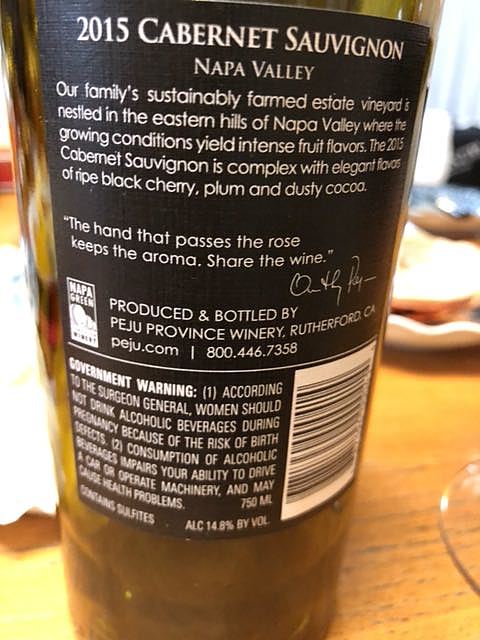 2015 CABERNET SAUVIGNON
NAPA VALLEY
Our family's sustainably farmed estate vineyard is
nestled in the eastern hills of Napa Valley where the
growing conditions yield intense fruit flavors. The 2015
Cabernet Sauvignon is complex with elegant flavors
of ripe black cherry, plum and dusty cocoa.
"The hand that passes the rose
keeps the aroma. Share the wine."
NAPA
GREEN
WINERY
PRODUCED & BOTTLED BY
PEJU PROVINCE WINERY, RUTHERFORD, CA
peju.com | 800.446.7358
GOVERNMENT WARNING: (1) ACCORDING
TO THE SURGEON GENERAL, WOMEN SHOULD
NOT DRINK ALCOHOLIC BEVERAGES DURING
PREGNANCY BECAUSE OF THE RISK OF BIRTH
DEFECTS. (2) CONSUMPTION OF ALCOHOLIC
BEVERAGES IMPAIRS YOUR ABILITY TO DRIVE
A CAR OR OPERATE MACHINERY, AND MAY
CAUSE HEALTH PROBLEMS. 750 ML
CONTAINS SULFITES ALC 14.8% BY VOL